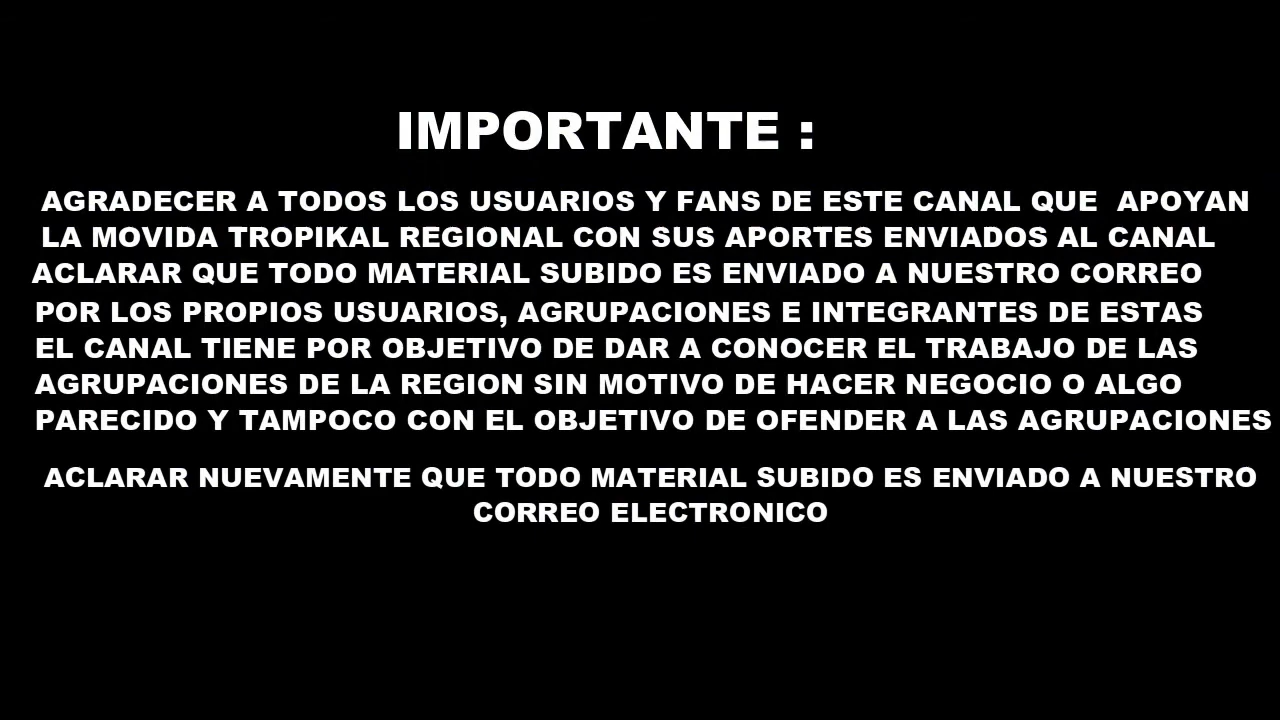 IMPORTANTE :
AGRADECER A TODOS LOS USUARIOS Y FANS DE ESTE CANAL QUE  APOYAN
LA MOVIDA TROPIKAL REGIONAL CON SUS APORTES ENVIADOS AL CANAL
ACLARAR QUE TODO MATERIAL SUBIDO ES ENVIADO A NUESTRO CORREO
POR LOS PROPIOS USUARIOS, AGRUPACIONES E INTEGRANTES DE ESTAS
EL CANAL TIENE POR OBJETIVO DE DAR A CONOCER EL TRABAJO DE LAS
AGRUPACIONES DE LA REGION SIN MOTIVO DE HACER NEGOCIO O ALGO
PARECIDO Y TAMPOCO CON EL OBJETIVO DE OFENDER A LAS AGRUPACIONES
ACLARAR NUEVAMENTE QUE TODO MATERIAL SUBIDO ES ENVIADO A NUESTRO
CORREO ELECTRONICO